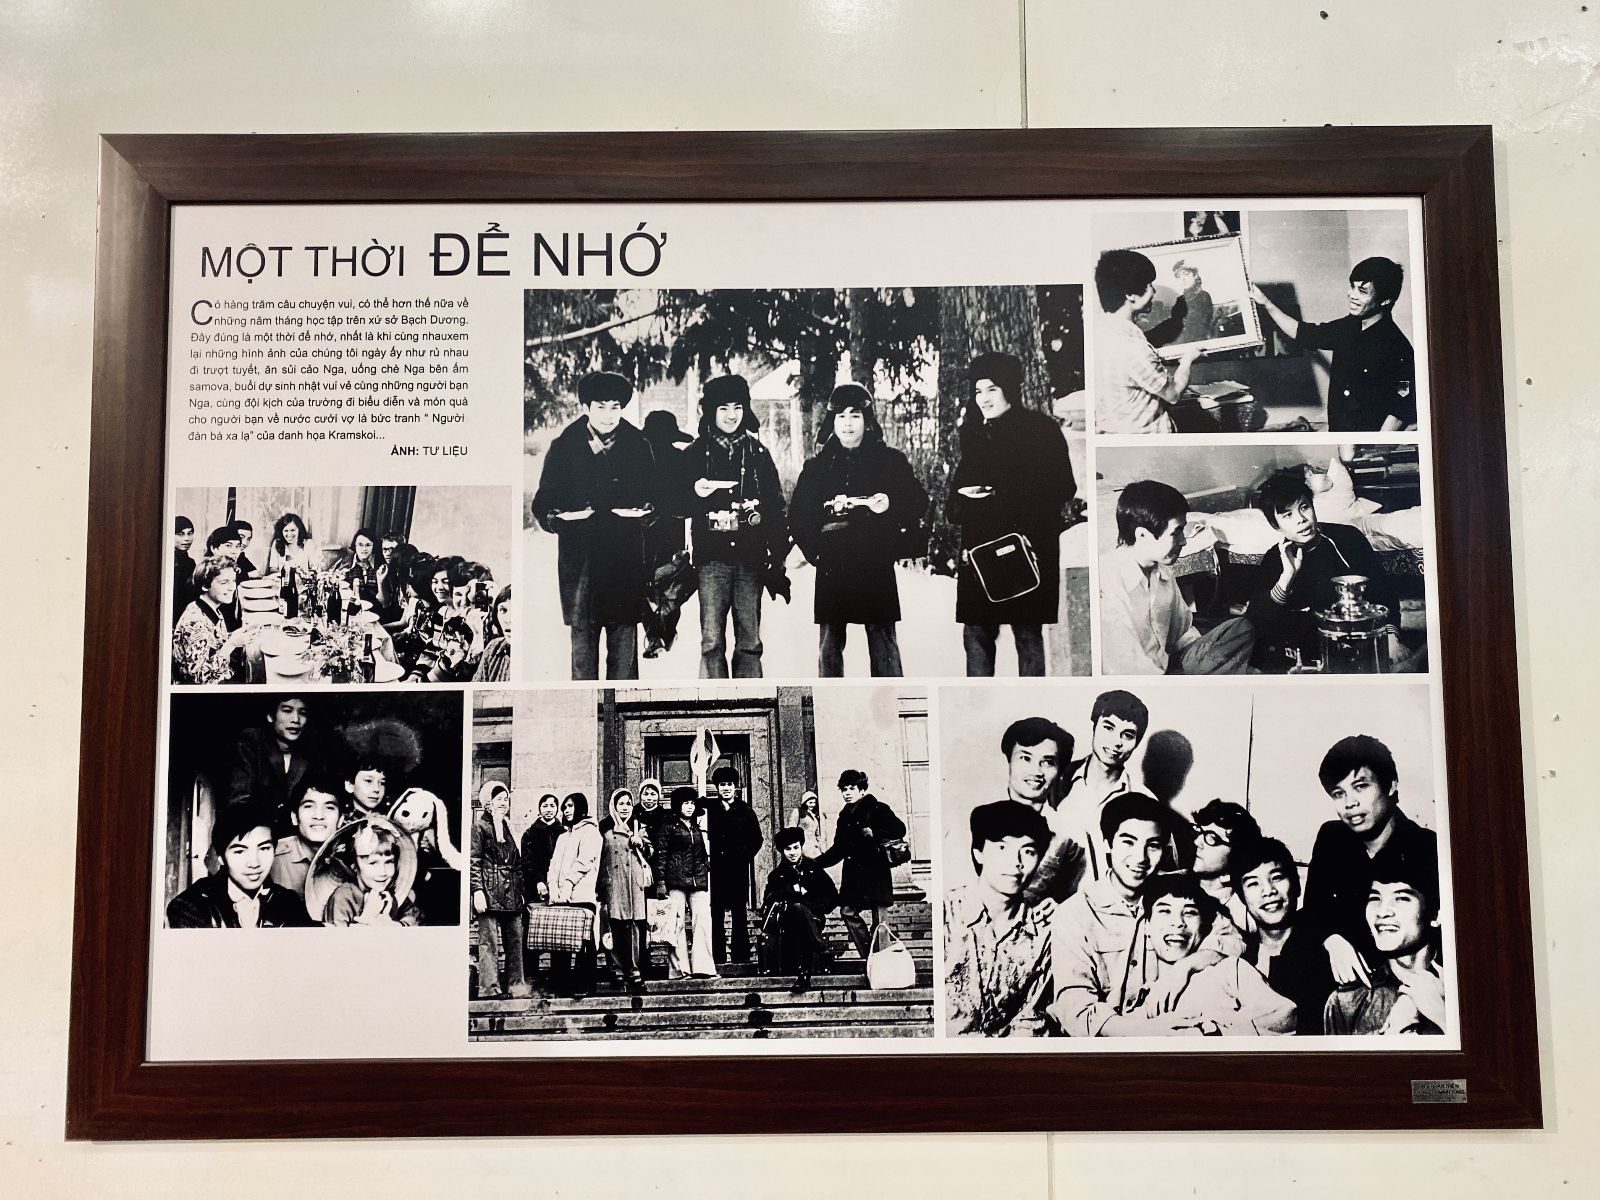 MỘT THỜI ĐỂ NHỚ
Có hàng trăm câu chuyện vui, có thể hơn thế nữa về
những năm tháng học tập trên xứ sở Bạch Dương.
Đây đúng là một thời để nhớ, nhất là khi cùng nhauxem
lại những hình ảnh của chúng tôi ngày ấy như rủ nhau
đi trượt tuyết, ăn sủi cảo Nga, uống chè Nga bên ấm
samova, buổi dự sinh nhật vui vẻ cùng những người bạn
Nga, cùng đội kịch của trường đi biểu diễn và món quà
cho người bạn về nước cưới vợ là bức tranh “ Người
đàn bà xa lạ” của danh họa Kramskoi...
ẢNH: TƯ LIỆU